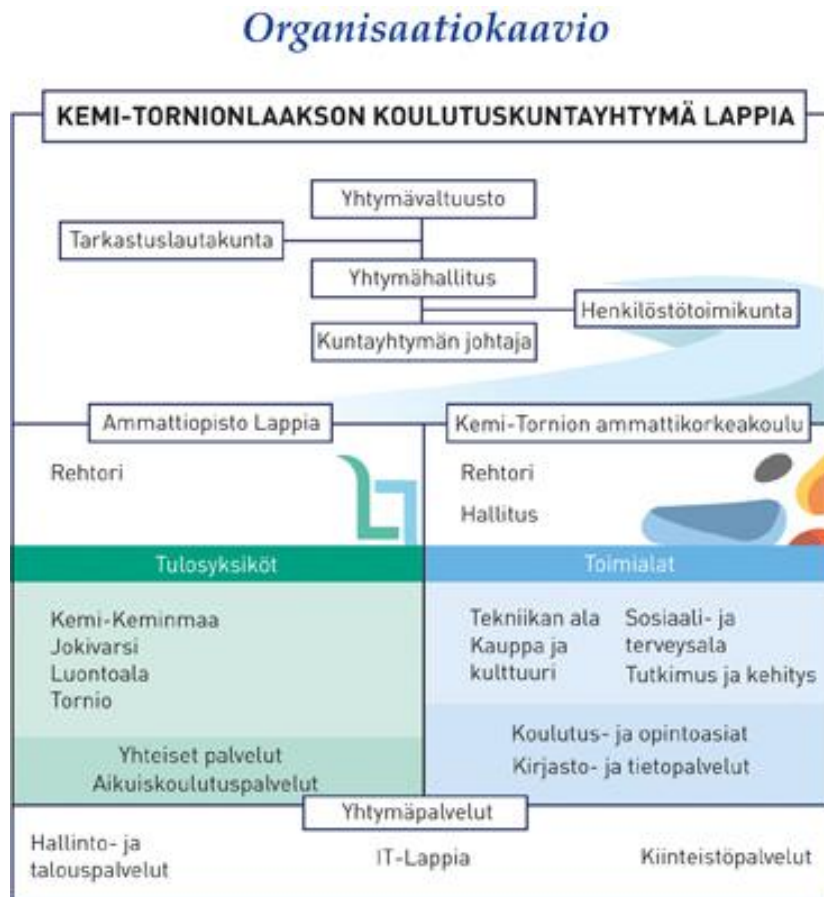 Organisaatiokaavio
KEMI-TORNIONLAAKSON KOULUTUSKUNTAYHTYMÄ LAPPIA
Yhtymävaltuusto
Tarkastuslautakunta
Yhtymähallitus
Henkilöstötoimikunta
Kuntayhtymän johtaja
Ammattiopisto Lappia
Rehtori
Tulosyksiköt
Kemi-Keminmaa
Jokivarsi
Luontoala
Tornio
Yhteiset palvelut
Aikuiskoulutuspalvelut
Kemi-Tornion ammattikorkeakoulu
Rehtori
Hallitus
Toimialat
Tekniikan ala
Kauppa ja
kulttuuri
Sosiaali- ja
terveysala
Tutkimus ja kehitys
Koulutus- ja opintoasiat
Kirjasto- ja tietopalvelut
Yhtymäpalvelut
Hallinto- ja
talouspalvelut
IT-Lappia
Kiinteistöpalvelut